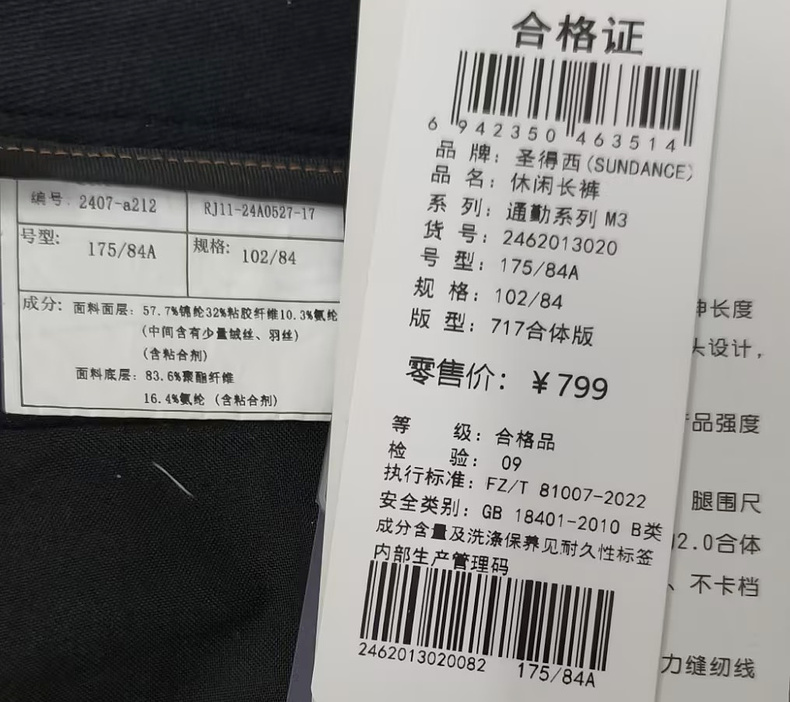 编号: 2407-a212
RJ11-24A0527-17
号型: 175/84A
规格: 102/84
成分: 面料面层: 57.7%锦纶32%粘胶纤维10.3%氨纶
(中间含有少量绒丝、羽丝)
(含粘合剂)
面料底层: 83.6%聚酯纤维
16.4%氨纶 (含粘合剂)
合格证
6 942350 463514
品 牌: 圣得西(SUNDANCE)
品 名: 休闲长裤
系 列: 通勤系列 M3
货 号: 2462013020
号 型: 175/84A
规 格: 102/84
版 型: 717合体版
零售价: ¥799
等 级: 合格品
检 验: 09
执行标准: FZ/T 81007-2022
安全类别: GB 18401-2010 B类
成分含量及洗涤保养见耐久性标签
内部生产管理码
2462013020082 175/84A
长度
头设计,
品强度
腿围尺
2.0合体
、不卡档
力缝纫线